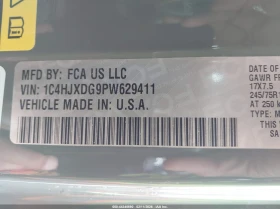 DATE OF
MFD. BY: FCA US LLC
GAWR FR
VIN: 1C4HJXDG9PW629411
17X7.5
VEHICLE MADE IN: U.S.A.
245/75R
AT 250 k
TYPE: M